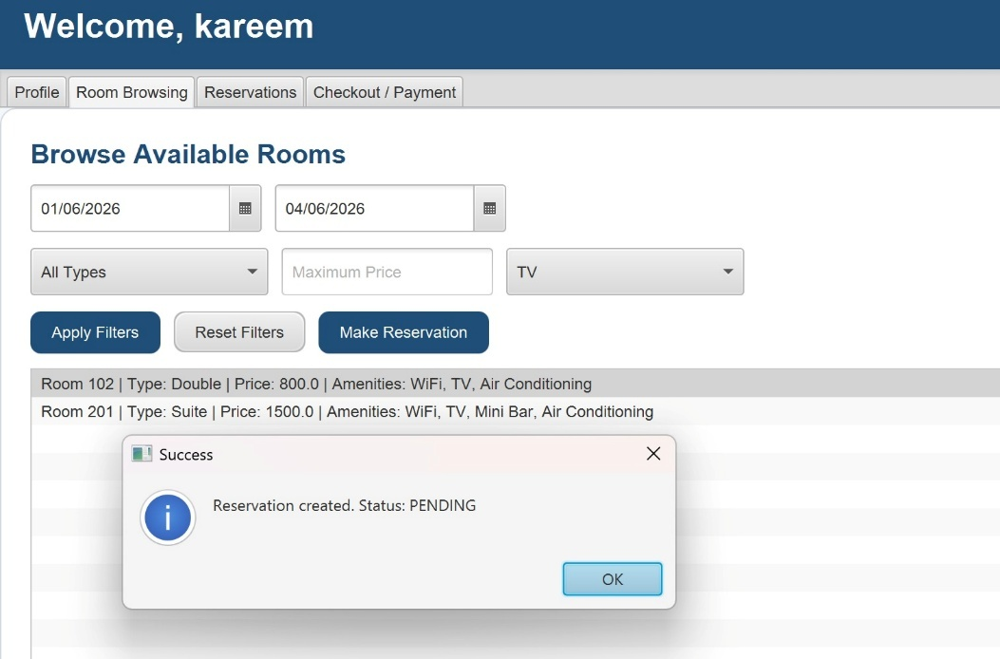 Welcome, kareem
Profile Room Browsing Reservations Checkout / Payment
Browse Available Rooms
01/06/2026 04/06/2026
All Types Maximum Price TV
Apply Filters Reset Filters Make Reservation
Room 102 | Type: Double | Price: 800.0 | Amenities: WiFi, TV, Air Conditioning
Room 201 | Type: Suite | Price: 1500.0 | Amenities: WiFi, TV, Mini Bar, Air Conditioning
Success
Reservation created. Status: PENDING
OK